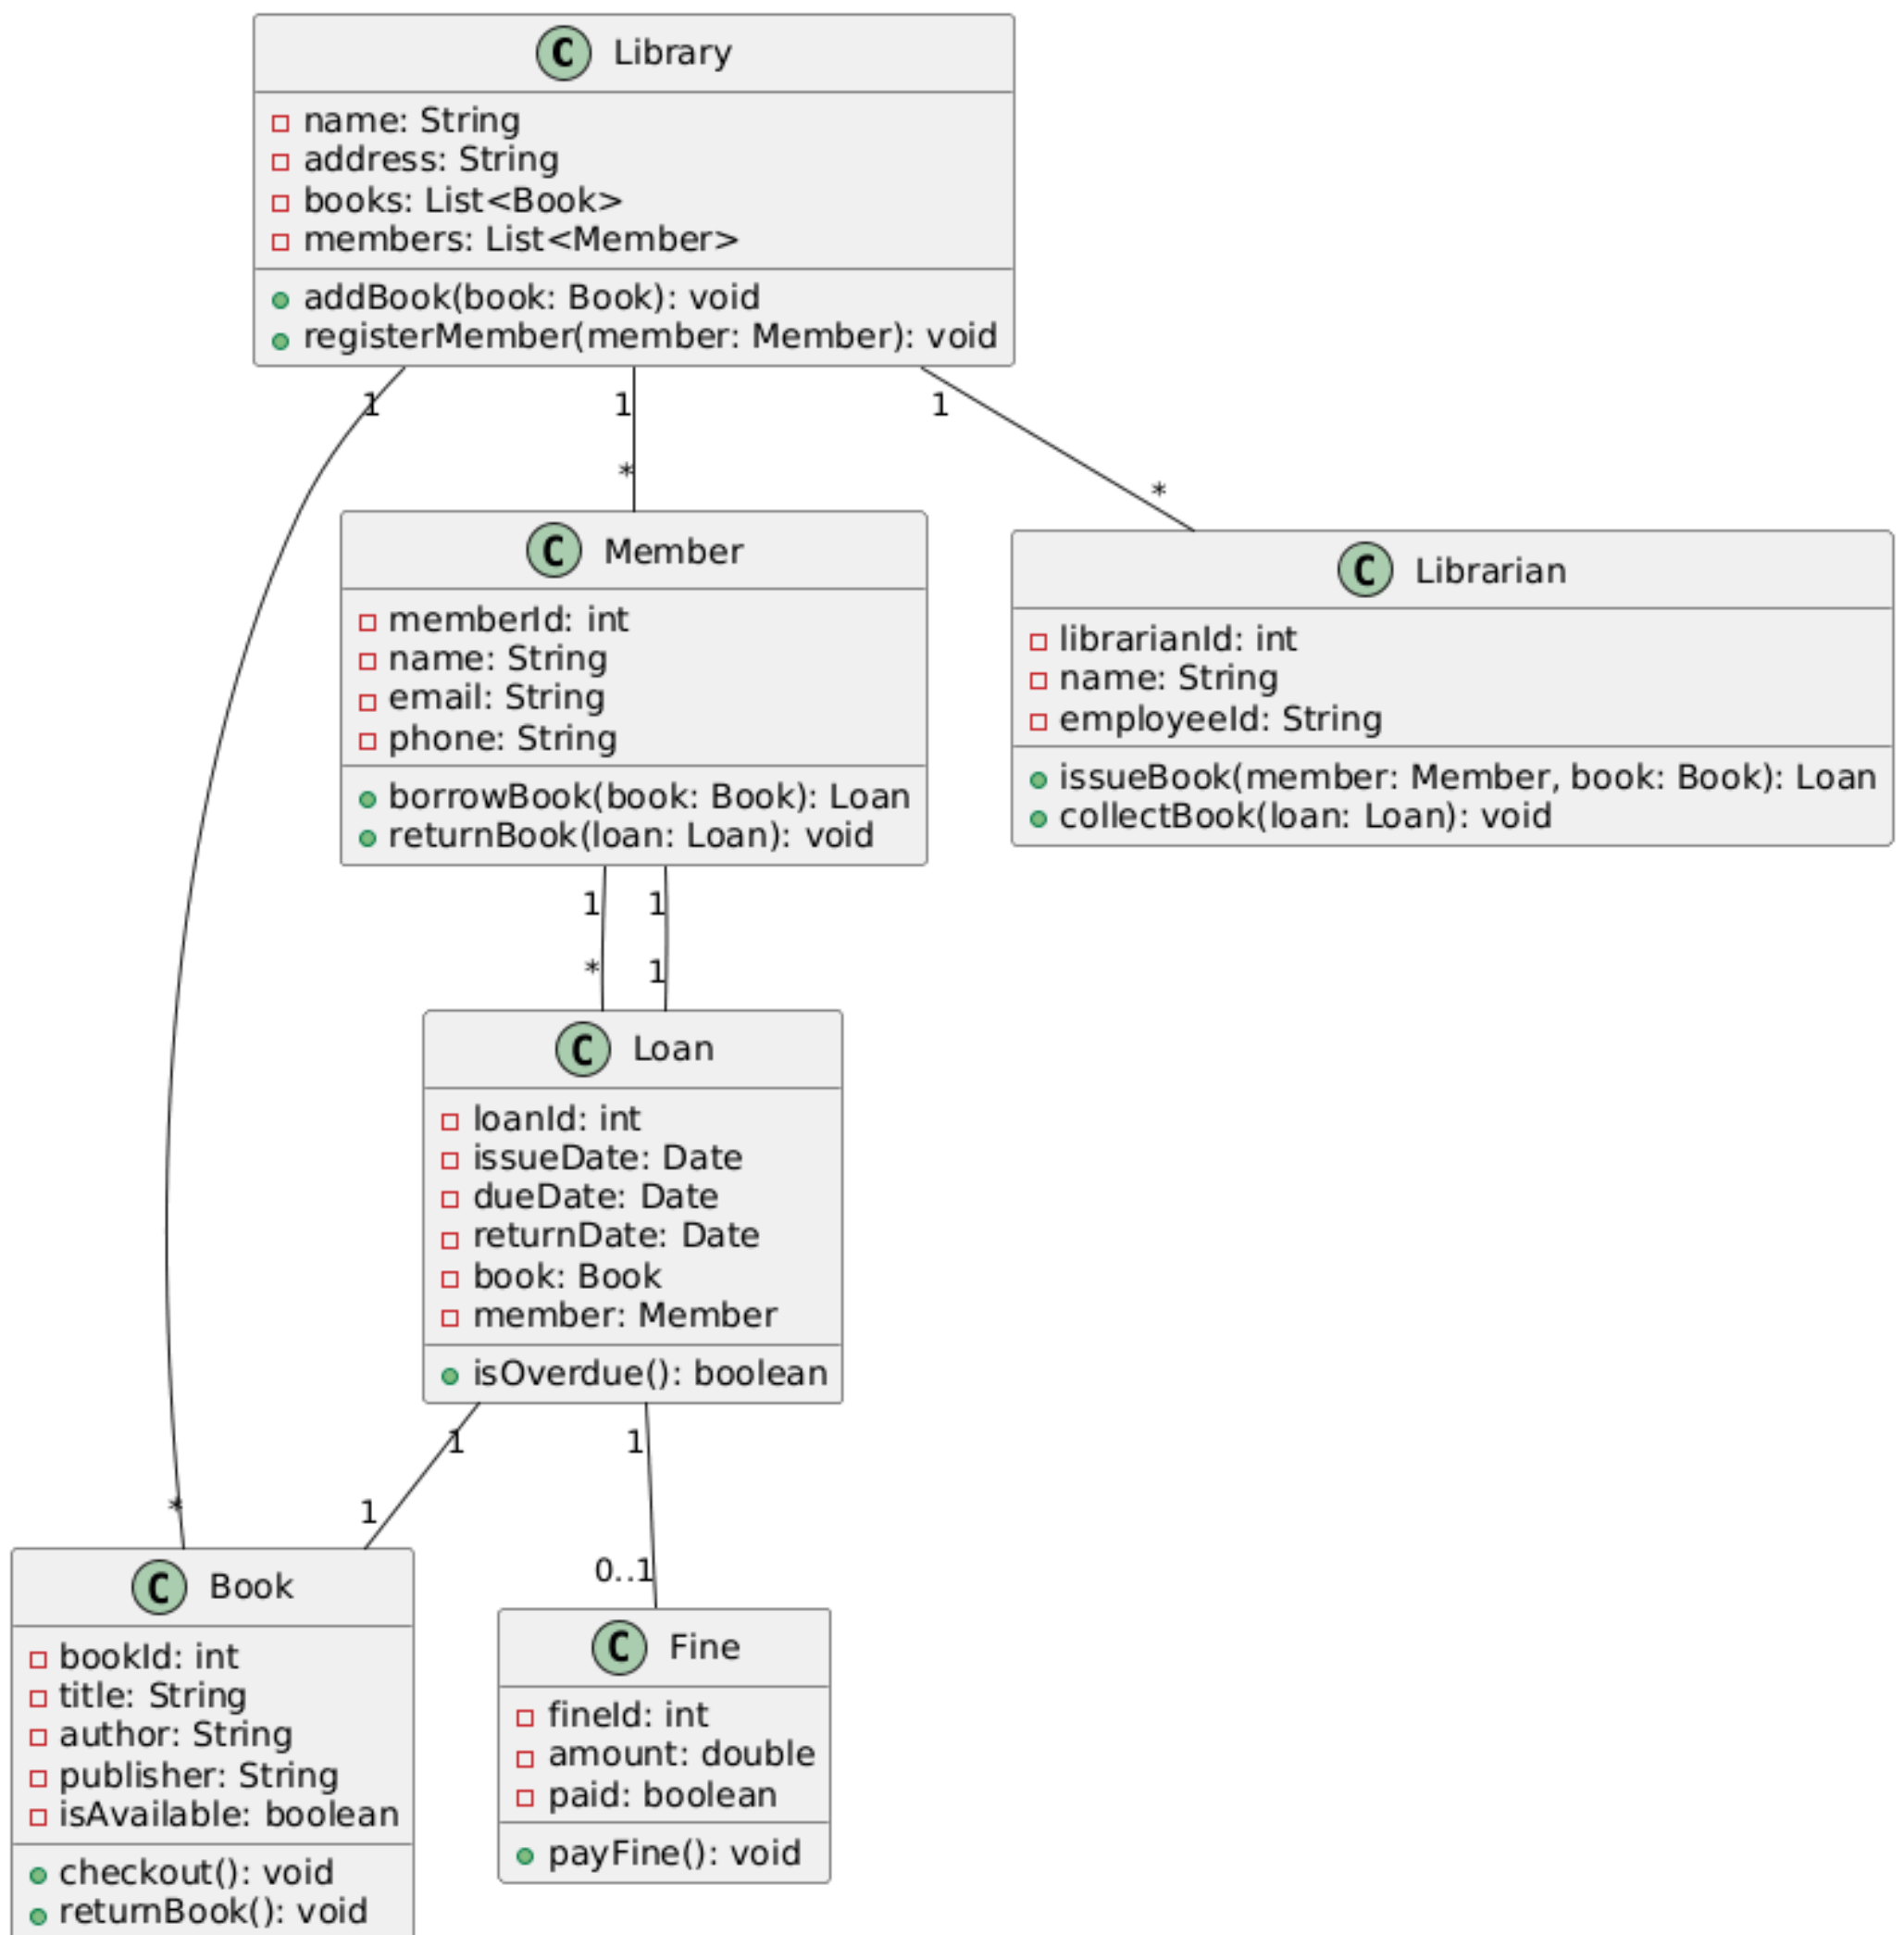 C Library
name: String
address: String
books: List<Book>
members: List<Member>
addBook(book: Book): void
registerMember(member: Member): void
1
1
1
*
*
C Member
memberId: int
name: String
email: String
phone: String
borrowBook(book: Book): Loan
returnBook(loan: Loan): void
C Librarian
librarianId: int
name: String
employeeId: String
issueBook(member: Member, book: Book): Loan
collectBook(loan: Loan): void
1
1
*
1
C Loan
loanId: int
issueDate: Date
dueDate: Date
returnDate: Date
book: Book
member: Member
isOverdue(): boolean
1
1
*
1
0..1
C Book
bookId: int
title: String
author: String
publisher: String
isAvailable: boolean
checkout(): void
returnBook(): void
C Fine
fineId: int
amount: double
paid: boolean
payFine(): void